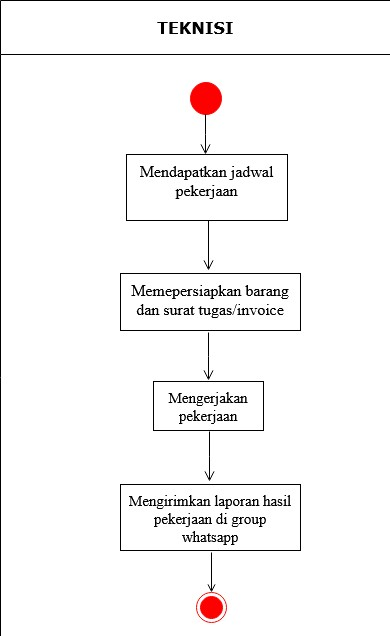 TEKNISI
Mendapatkan jadwal
pekerjaan
Memepersiapkan barang
dan surat tugas/invoice
Mengerjakan
pekerjaan
Mengirimkan laporan hasil
pekerjaan di group
whatsapp